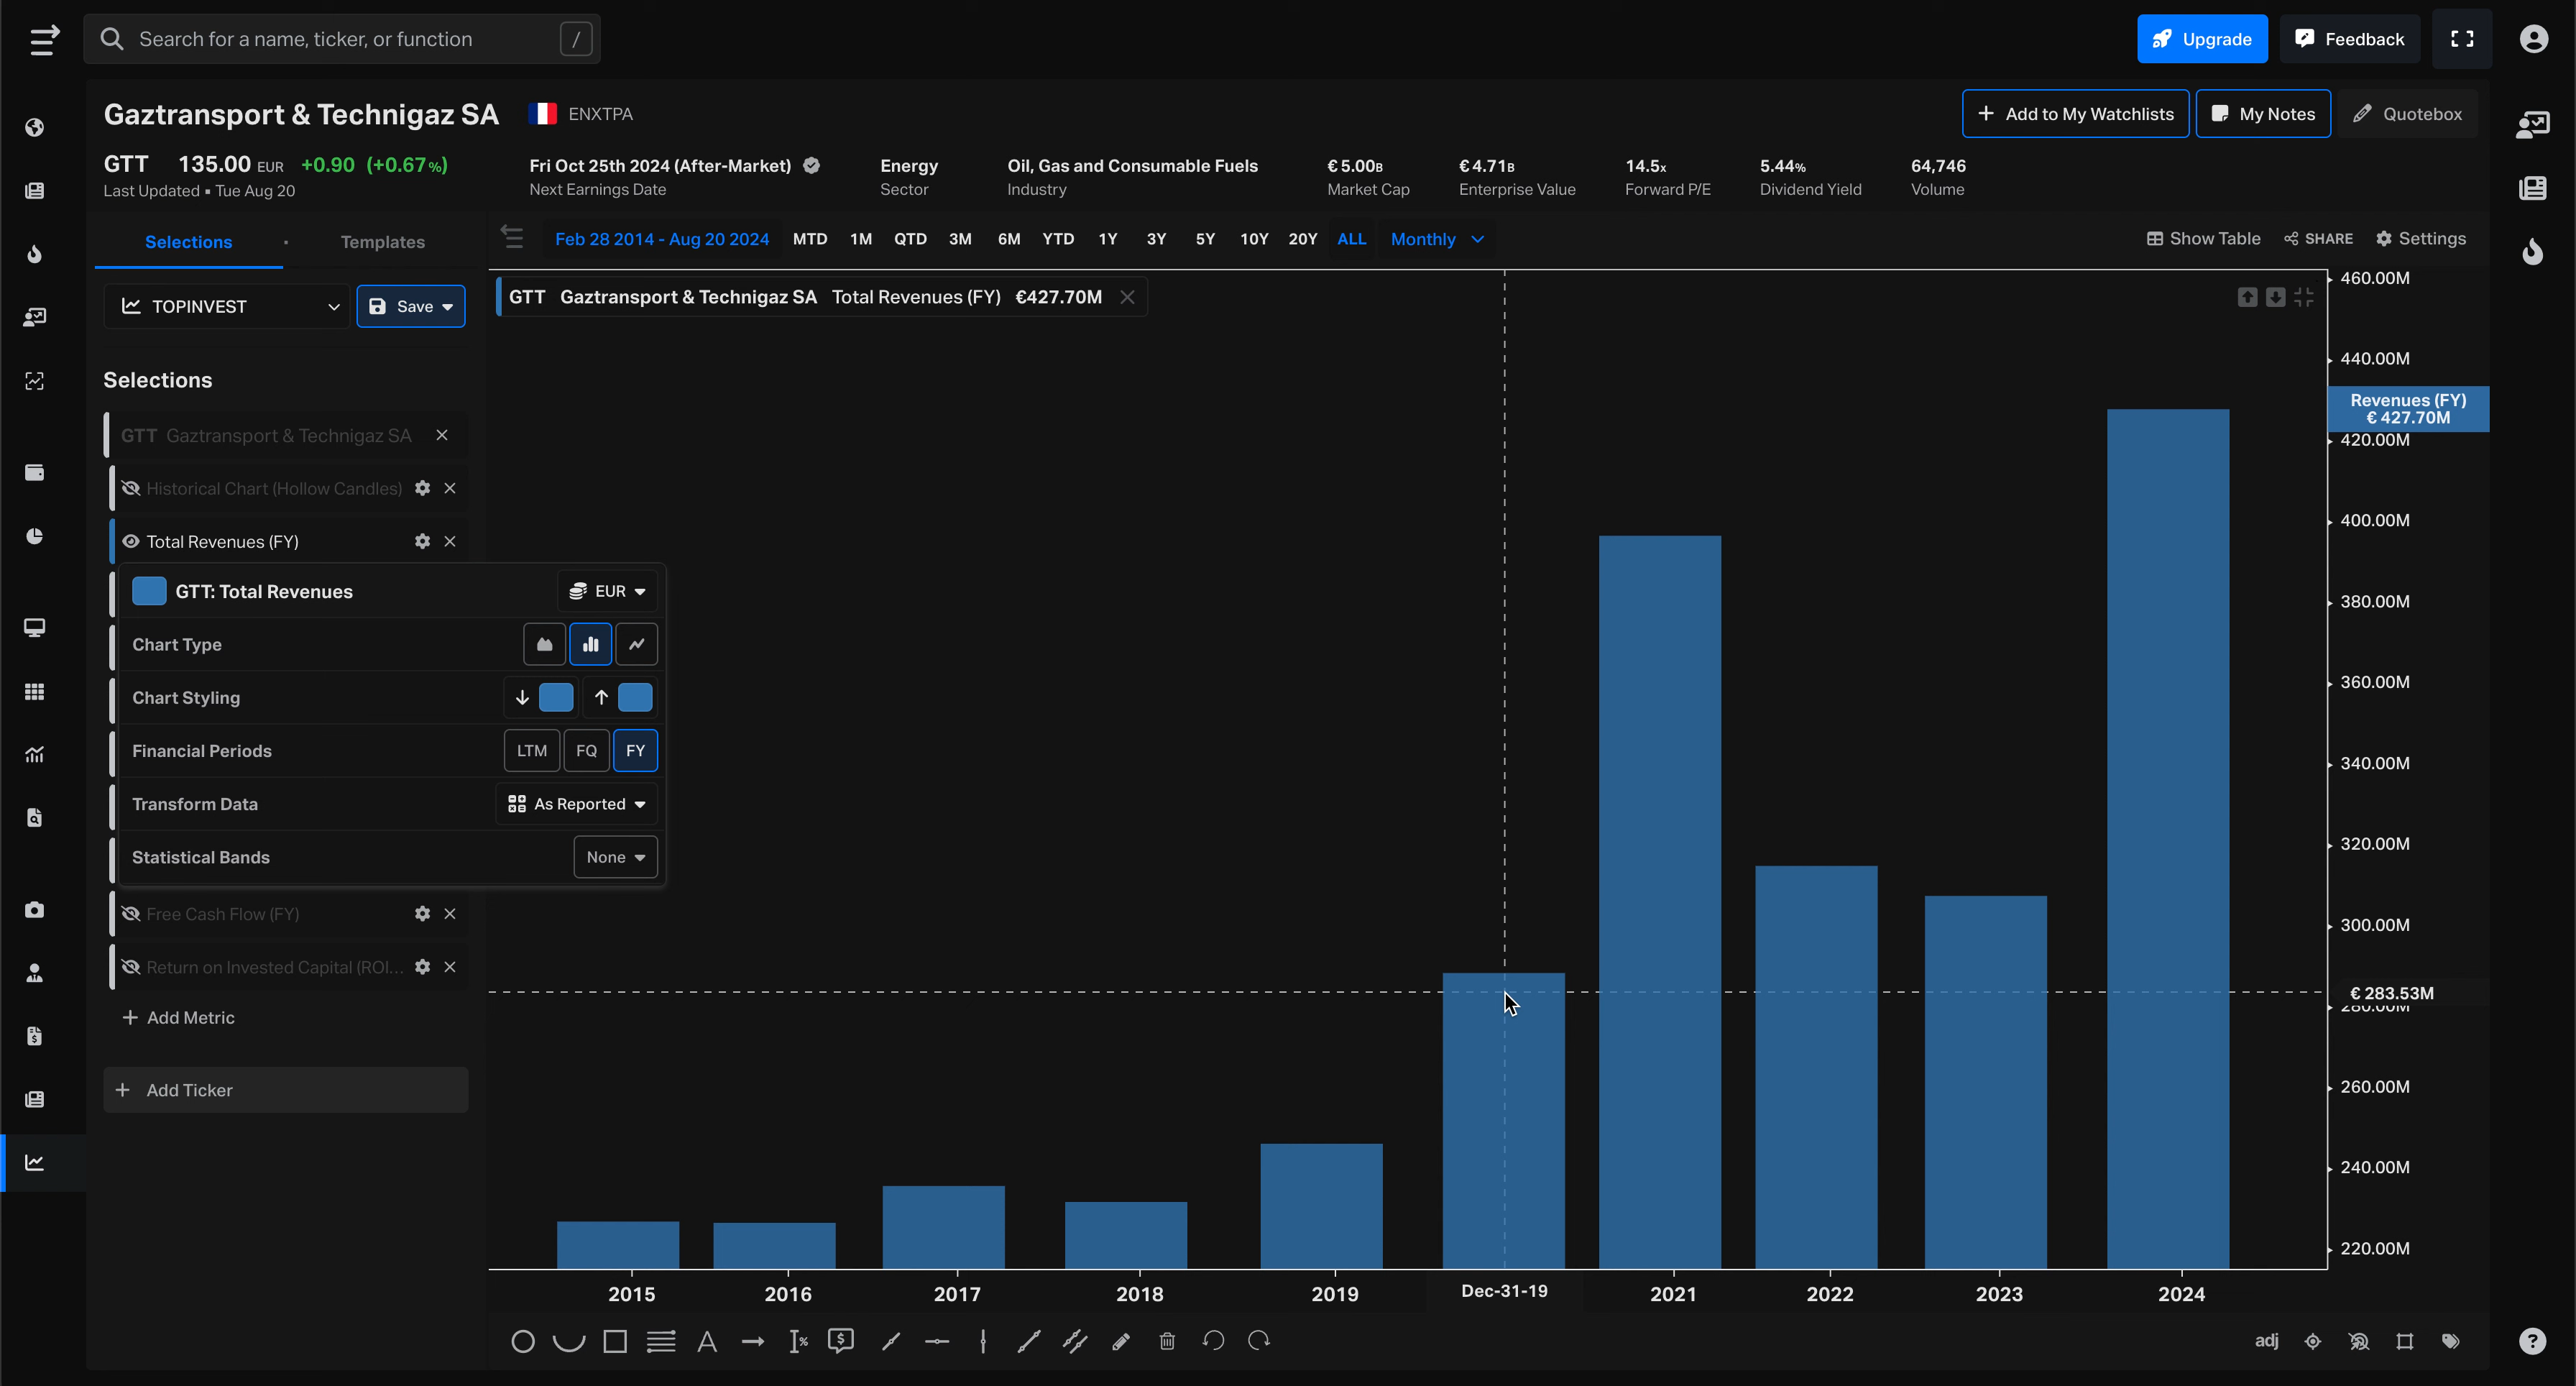 Search for a name, ticker, or function /
Upgrade
Feedback
Gaztransport & Technigaz SA ENXTPA
Add to My Watchlists
My Notes
Quotebox
GTT 135.00 EUR +0.90 (+0.67%)
Last Updated • Tue Aug 20
Fri Oct 25th 2024 (After-Market)
Next Earnings Date
Energy
Sector
Oil, Gas and Consumable Fuels
Industry
€ 5.00B
Market Cap
€ 4.71B
Enterprise Value
14.5x
Forward P/E
5.44%
Dividend Yield
64,746
Volume
Selections • Templates
Feb 28 2014 - Aug 20 2024 MTD 1M QTD 3M 6M YTD 1Y 3Y 5Y 10Y 20Y ALL Monthly
Show Table SHARE Settings
TOPINVEST
Save
Selections
GTT Gaztransport & Technigaz SA
Historical Chart (Hollow Candles)
Total Revenues (FY)
GTT: Total Revenues EUR
Chart Type
Chart Styling
Financial Periods LTM FQ FY
Transform Data As Reported
Statistical Bands None
Free Cash Flow (FY)
Return on Invested Capital (ROI...
+ Add Metric
+ Add Ticker
GTT Gaztransport & Technigaz SA Total Revenues (FY) €427.70M
460.00M
440.00M
Revenues (FY)
€ 427.70M
420.00M
400.00M
380.00M
360.00M
340.00M
320.00M
300.00M
€ 283.53M
280.00M
260.00M
240.00M
220.00M
2015 2016 2017 2018 2019 Dec-31-19 2021 2022 2023 2024
adj